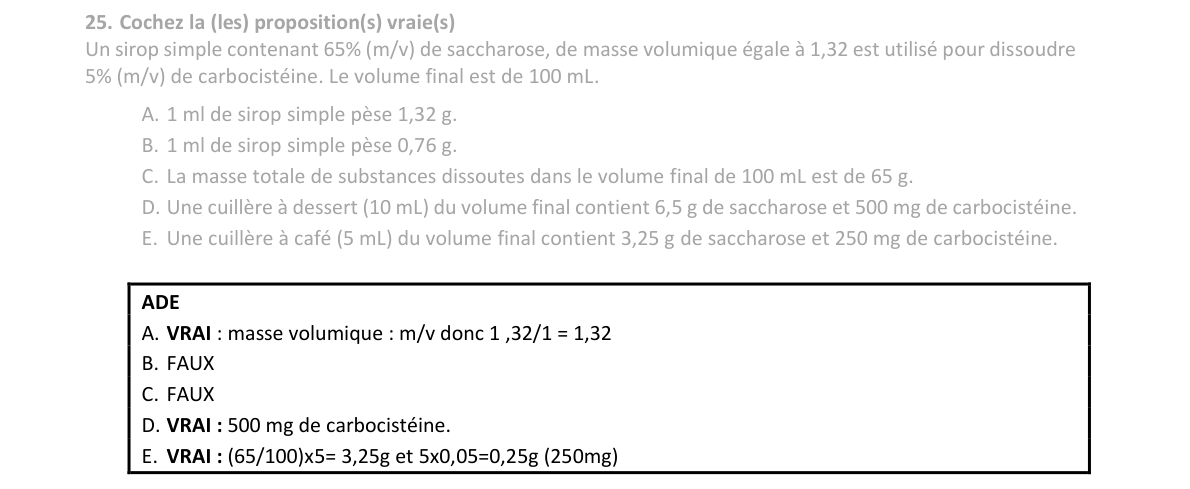 25. Cochez la (les) proposition(s) vraie(s)
Un sirop simple contenant 65% (m/v) de saccharose, de masse volumique égale à 1,32 est utilisé pour dissoudre
5% (m/v) de carbocistéine. Le volume final est de 100 mL.
A. 1 ml de sirop simple pèse 1,32 g.
B. 1 ml de sirop simple pèse 0,76 g.
C. La masse totale de substances dissoutes dans le volume final de 100 mL est de 65 g.
D. Une cuillère à dessert (10 mL) du volume final contient 6,5 g de saccharose et 500 mg de carbocistéine.
E. Une cuillère à café (5 mL) du volume final contient 3,25 g de saccharose et 250 mg de carbocistéine.
ADE
A. VRAI : masse volumique : m/v donc 1 ,32/1 = 1,32
B. FAUX
C. FAUX
D. VRAI : 500 mg de carbocistéine.
E. VRAI : (65/100)x5= 3,25g et 5x0,05=0,25g (250mg)